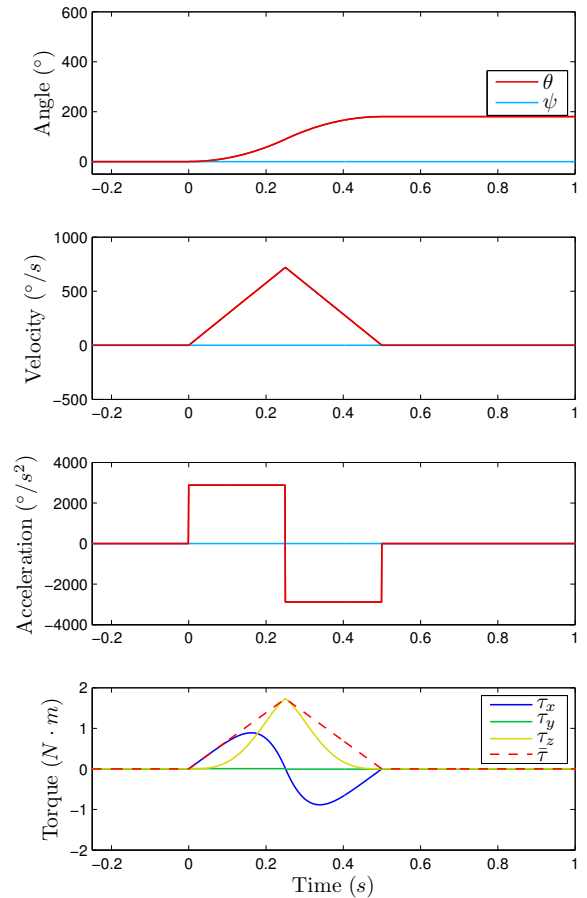 600
400
200
0
Angle (°)
θ
ψ
−0.2 0 0.2 0.4 0.6 0.8 1
1000
500
0
−500
Velocity (°/s)
−0.2 0 0.2 0.4 0.6 0.8 1
4000
2000
0
−2000
−4000
Acceleration (°/s²)
−0.2 0 0.2 0.4 0.6 0.8 1
2
1
0
−1
−2
Torque (N · m)
τₓ
τ_y
τ_z
τ̄
−0.2 0 0.2 0.4 0.6 0.8 1
Time (s)